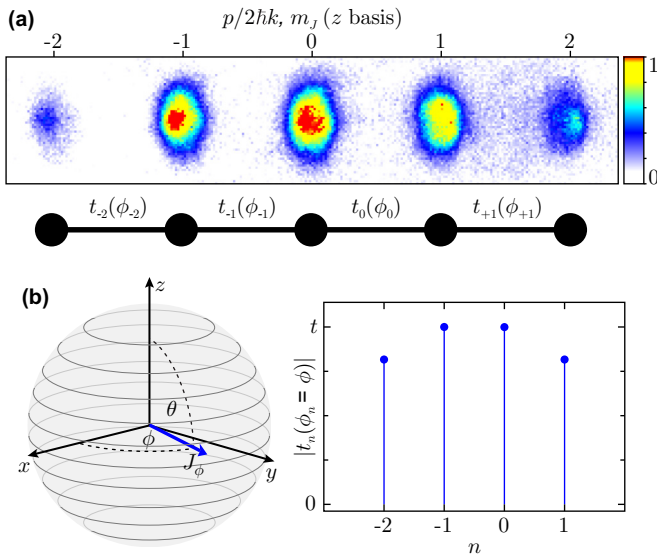 (a)
p/2ħk, m_J (z basis)
-2 -1 0 1 2
1
0
t_-2(ϕ_-2) t_-1(ϕ_-1) t_0(ϕ_0) t_+1(ϕ_+1)
(b)
z
θ
ϕ
x
J_ϕ
y
|t_n(ϕ_n = ϕ)|
t
0
-2 -1 0 1
n